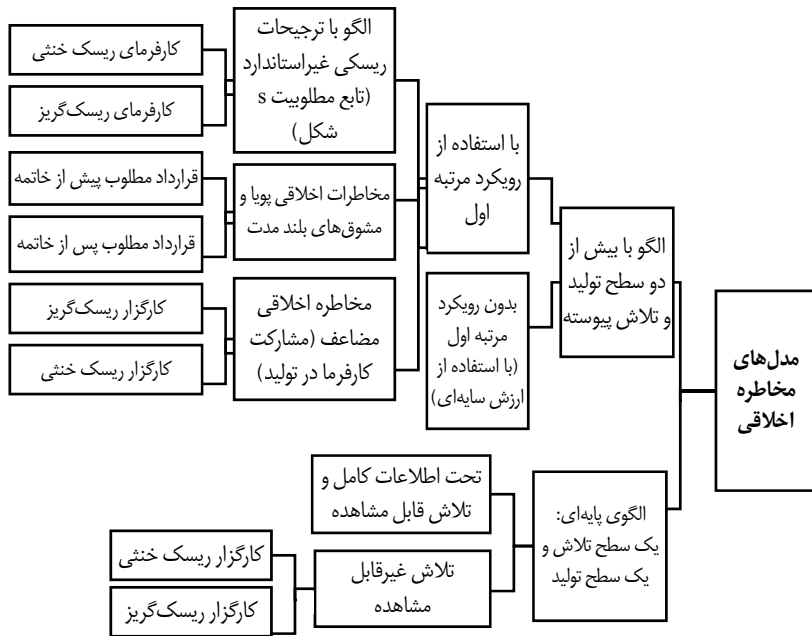 مدل‌های
مخاطره
اخلاقی
الگو با بیش از
دو سطح تولید
و تلاش پیوسته
با استفاده از
رویکرد مرتبه
اول
الگو با ترجیحات
ریسکی غیراستاندارد
(تابع مطلوبیت s
شکل)
کارفرمای ریسک خنثی
کارفرمای ریسک‌گریز
مخاطرات اخلاقی پویا و
مشوق‌های بلند مدت
قرارداد مطلوب پیش از خاتمه
قرارداد مطلوب پس از خاتمه
مخاطره اخلاقی
مضاعف (مشارکت
کارفرما در تولید)
کارگزار ریسک‌گریز
کارگزار ریسک خنثی
بدون رویکرد
مرتبه اول
(با استفاده از
ارزش سایه‌ای)
الگوی پایه‌ای:
یک سطح تلاش و
یک سطح تولید
تحت اطلاعات کامل و
تلاش قابل مشاهده
تلاش غیرقابل
مشاهده
کارگزار ریسک خنثی
کارگزار ریسک‌گریز